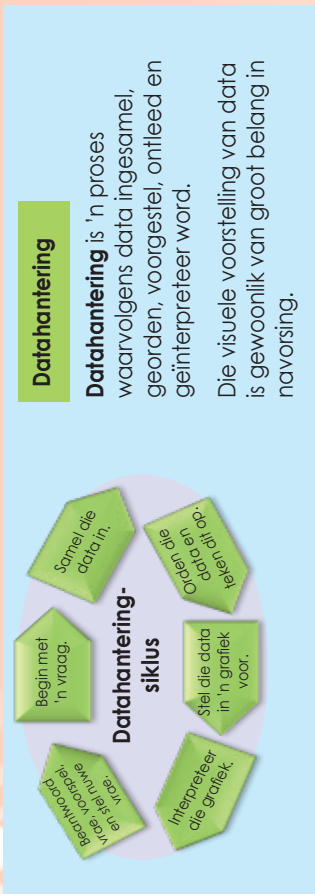 Datahantering
Datahantering is 'n proses
waarvolgens data ingesamel,
georden, voorgestel, ontleed en
geïnterpreteer word.
Die visuele voorstelling van data
is gewoonlik van groot belang in
navorsing.
Datahantering-
siklus
Begin met
'n vraag.
Samel die
data in.
Orden die
data en
teken dit op.
Stel die data
in 'n grafiek
voor.
Interpreteer
die grafiek.
Beantwoord
vrae, voorspel,
en stel nuwe
vrae.